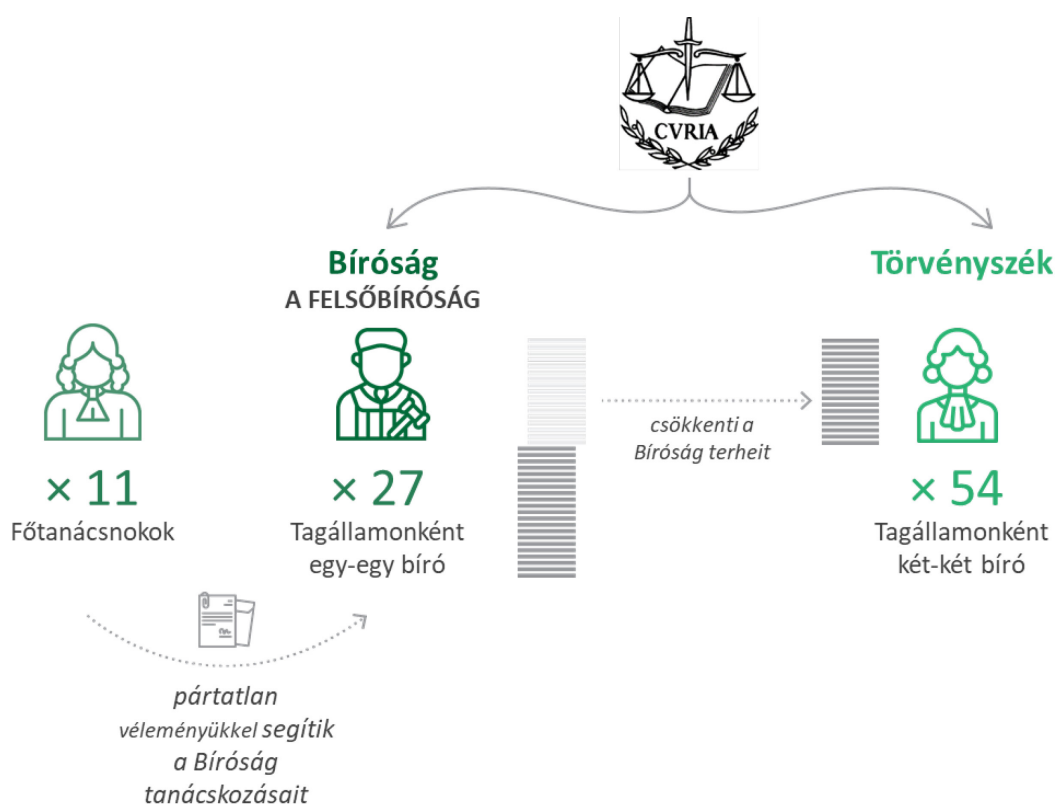 CVRIA
Bíróság
A FELSŐBÍRÓSÁG
Törvényszék
× 11
Főtanácsnokok
× 27
Tagállamonként
egy-egy bíró
csökkenti a
Bíróság terheit
× 54
Tagállamonként
két-két bíró
pártatlan
véleményükkel segítik
a Bíróság
tanácskozásait